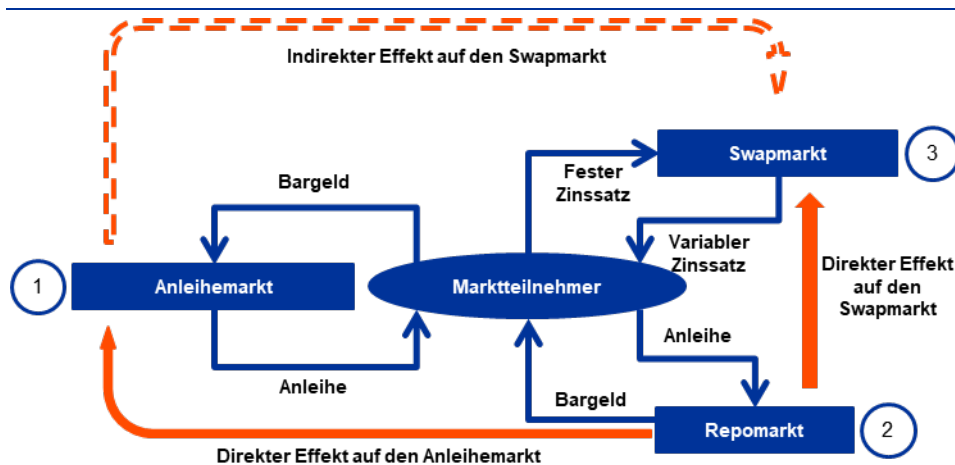 Indirekter Effekt auf den Swapmarkt
Swapmarkt
3
Fester
Zinssatz
Bargeld
Variabler
Zinssatz
1
Anleihemarkt
Marktteilnehmer
Direkter Effekt
auf den
Swapmarkt
Anleihe
Anleihe
Bargeld
Repomarkt
2
Direkter Effekt auf den Anleihemarkt